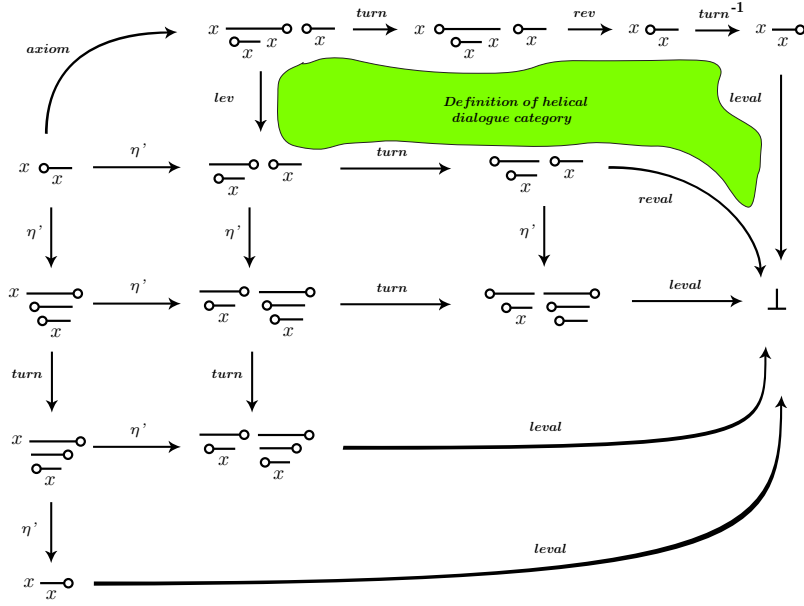 turn rev turn-1
x x x x x x x x x x x
axiom
lev Definition of helical leval
dialogue category
η' turn
x x x x x x
reval
η' η' η'
x η' turn leval ⊥
x x x x x
turn turn
x η' leval
x x x
η' leval
x x